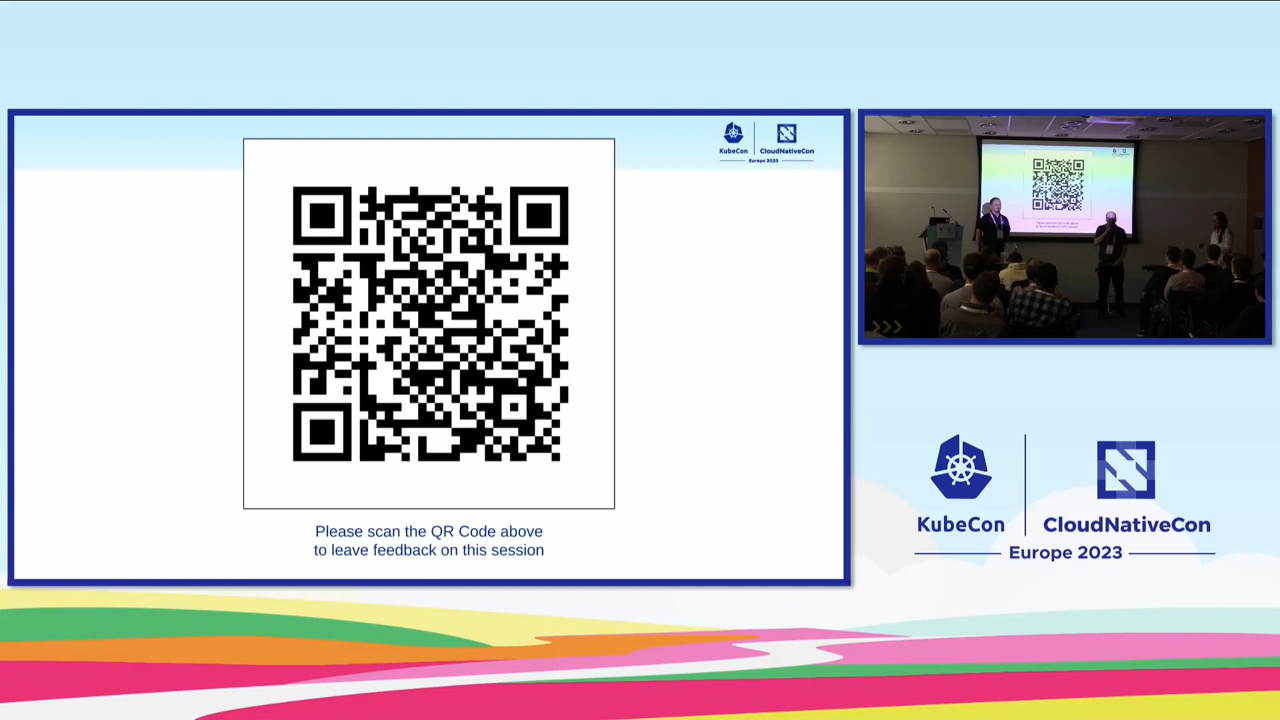 KubeCon
CloudNativeCon
Europe 2023
Please scan the QR Code above
to leave feedback on this session
KubeCon
CloudNativeCon
Europe 2023